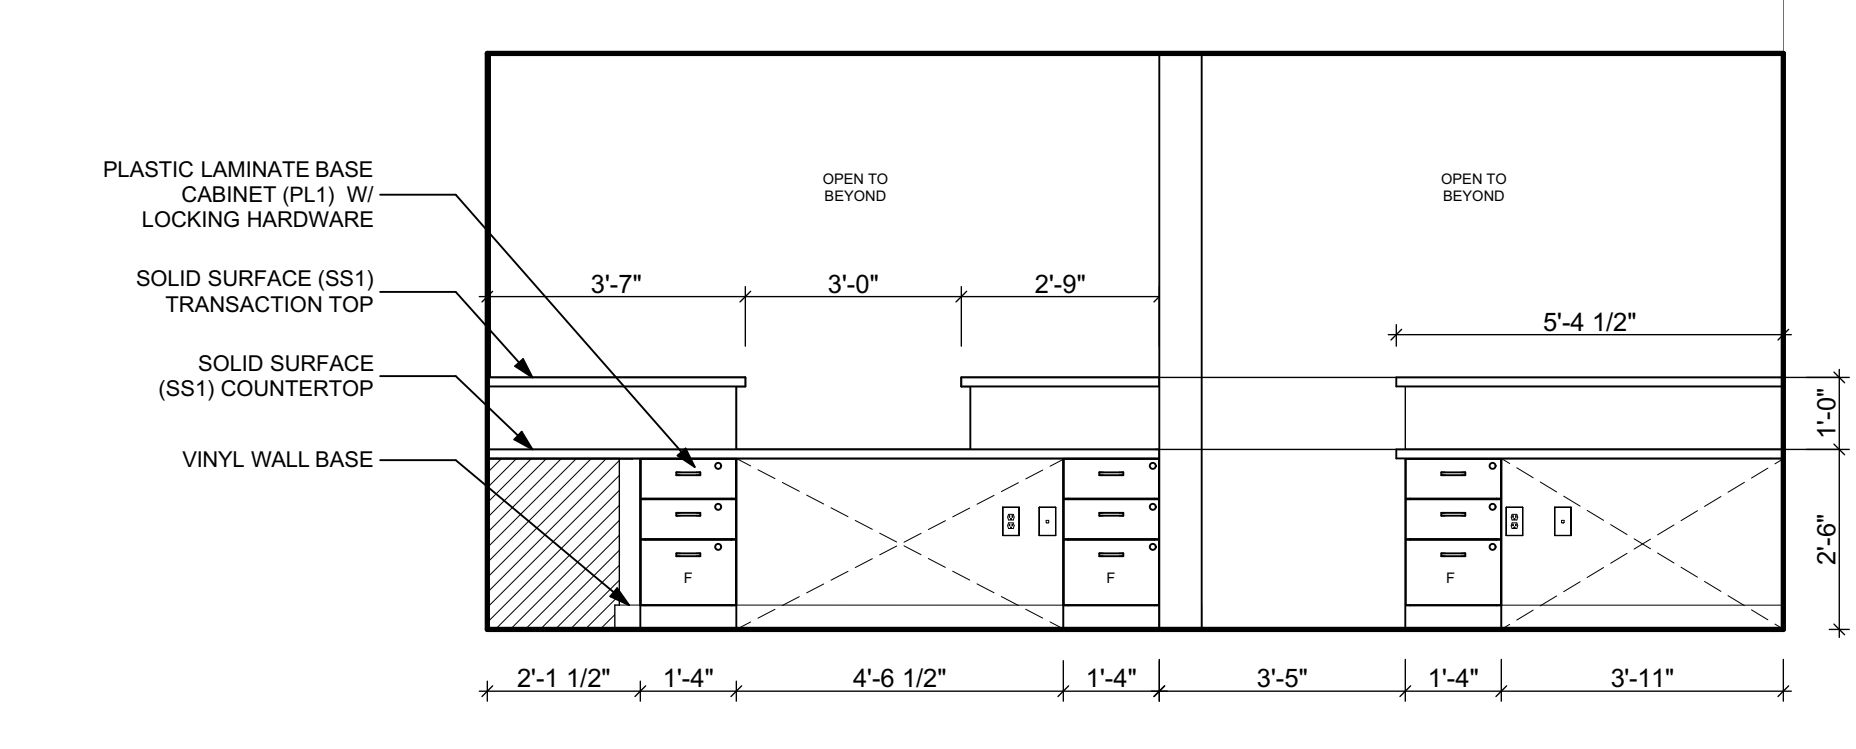 PLASTIC LAMINATE BASE
CABINET (PL1) W/
LOCKING HARDWARE
SOLID SURFACE (SS1)
TRANSACTION TOP
SOLID SURFACE
(SS1) COUNTERTOP
VINYL WALL BASE
OPEN TO
BEYOND
OPEN TO
BEYOND
3'-7"
3'-0"
2'-9"
5'-4 1/2"
1'-0"
2'-6"
F
F
F
2'-1 1/2"
1'-4"
4'-6 1/2"
1'-4"
3'-5"
1'-4"
3'-11"